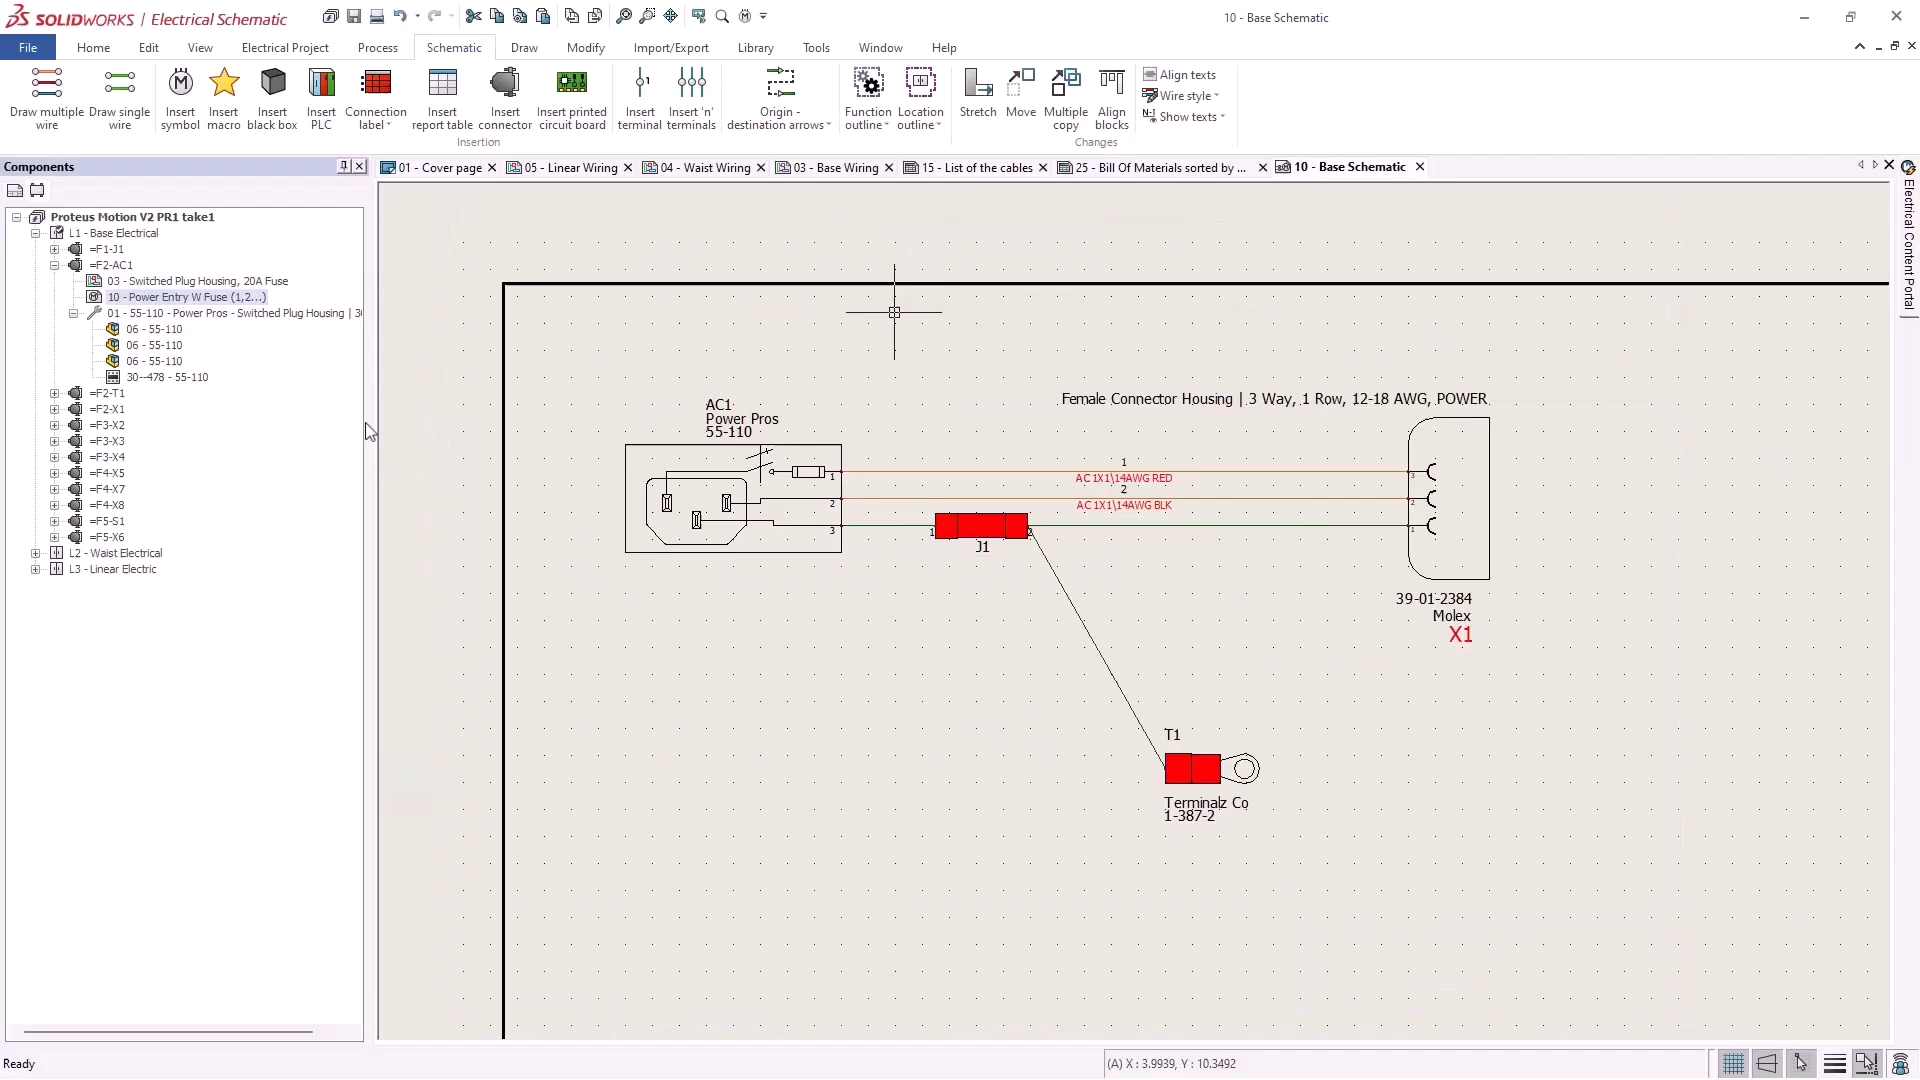 SOLIDWORKS | Electrical Schematic
10 - Base Schematic
File Home Edit View Electrical Project Process Schematic Draw Modify Import/Export Library Tools Window Help
Draw multiple wire
Draw single wire
Insert symbol
Insert macro
Insert black box
Insert PLC
Connection label
Insert report table
Insert connector
Insert printed circuit board
Insert terminal
Insert 'n' terminals
Origin - destination arrows
Function outline
Location outline
Stretch
Move
Multiple copy
Align blocks
Align texts
Wire style
Show texts
Insertion
Changes
Components
01 - Cover page
05 - Linear Wiring
04 - Waist Wiring
03 - Base Wiring
15 - List of the cables
25 - Bill Of Materials sorted by ...
10 - Base Schematic
Electrical Content Portal
Proteus Motion V2 PR1 take1
L1 - Base Electrical
=F1-J1
=F2-AC1
03 - Switched Plug Housing, 20A Fuse
10 - Power Entry W Fuse (1,2...)
01 - 55-110 - Power Pros - Switched Plug Housing | 3
06 - 55-110
06 - 55-110
06 - 55-110
30--478 - 55-110
=F2-T1
=F2-X1
=F3-X2
=F3-X3
=F3-X4
=F4-X5
=F4-X7
=F4-X8
=F5-S1
=F5-X6
L2 - Waist Electrical
L3 - Linear Electric
Female Connector Housing | 3 Way, 1 Row, 12-18 AWG, POWER
AC1
Power Pros
55-110
1
2
3
1
AC 1X1\14AWG RED
2
AC 1X1\14AWG BLK
1
2
J1
3
2
1
39-01-2384
Molex
X1
T1
Terminalz Co
1-387-2
Ready
(A) X : 3.9939, Y : 10.3492